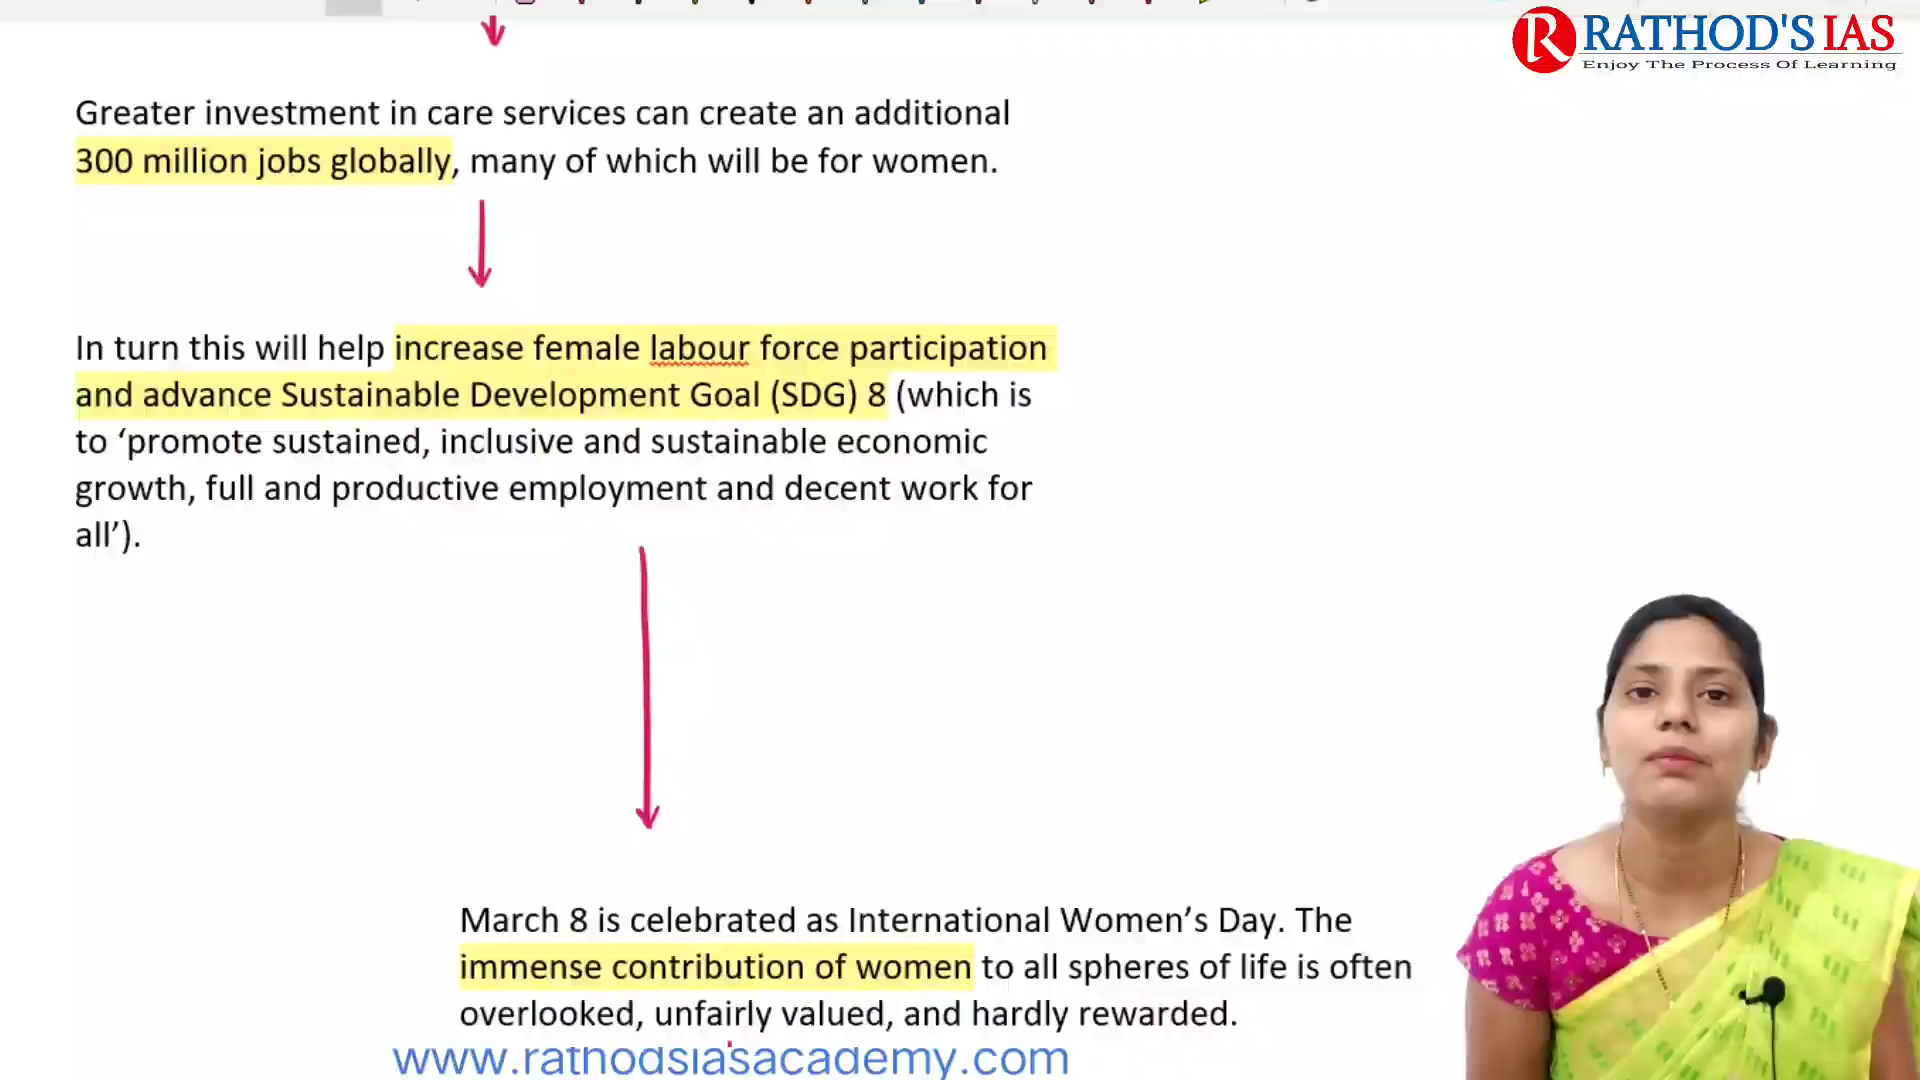 RATHOD'S IAS
Enjoy The Process Of Learning
Greater investment in care services can create an additional
300 million jobs globally, many of which will be for women.
In turn this will help increase female labour force participation
and advance Sustainable Development Goal (SDG) 8 (which is
to ‘promote sustained, inclusive and sustainable economic
growth, full and productive employment and decent work for
all’).
March 8 is celebrated as International Women’s Day. The
immense contribution of women to all spheres of life is often
overlooked, unfairly valued, and hardly rewarded.
www.rathodsiasacademy.com